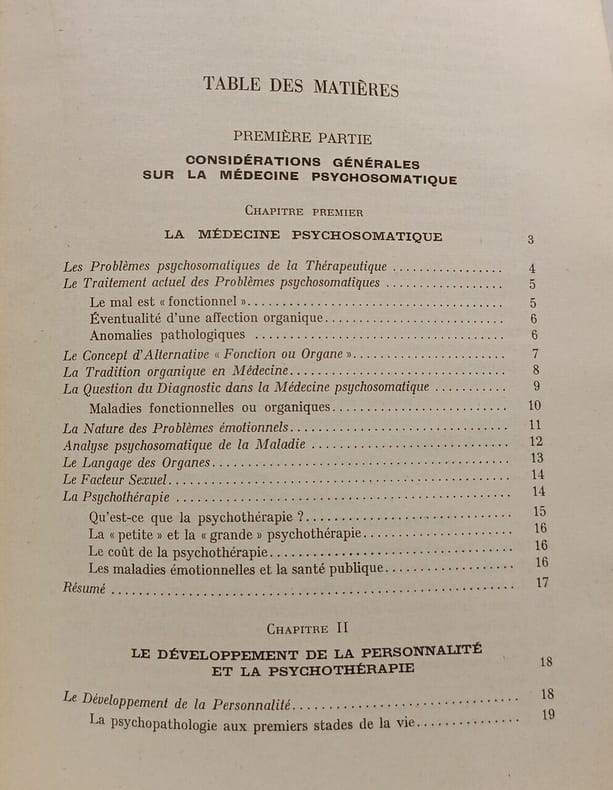 TABLE DES MATIÈRES
PREMIÈRE PARTIE
CONSIDÉRATIONS GÉNÉRALES
SUR LA MÉDECINE PSYCHOSOMATIQUE
CHAPITRE PREMIER
LA MÉDECINE PSYCHOSOMATIQUE 3
Les Problèmes psychosomatiques de la Thérapeutique ................. 4
Le Traitement actuel des Problèmes psychosomatiques ................. 5
Le mal est « fonctionnel »..................................... 5
Éventualité d'une affection organique.......................... 6
Anomalies pathologiques ..................................... 6
Le Concept d'Alternative « Fonction ou Organe »...................... 7
La Tradition organique en Médecine................................ 8
La Question du Diagnostic dans la Médecine psychosomatique ........... 9
Maladies fonctionnelles ou organiques.......................... 10
La Nature des Problèmes émotionnels................................ 11
Analyse psychosomatique de la Maladie ............................. 12
Le Langage des Organes........................................... 13
Le Facteur Sexuel................................................. 14
La Psychothérapie ................................................ 14
Qu'est-ce que la psychothérapie ?.............................. 15
La « petite » et la « grande » psychothérapie..................... 16
Le coût de la psychothérapie................................... 16
Les maladies émotionnelles et la santé publique.................. 16
Résumé .......................................................... 17
CHAPITRE II
LE DÉVELOPPEMENT DE LA PERSONNALITÉ
ET LA PSYCHOTHÉRAPIE 18
Le Développement de la Personnalité................................ 18
La psychopathologie aux premiers stades de la vie.............. 19